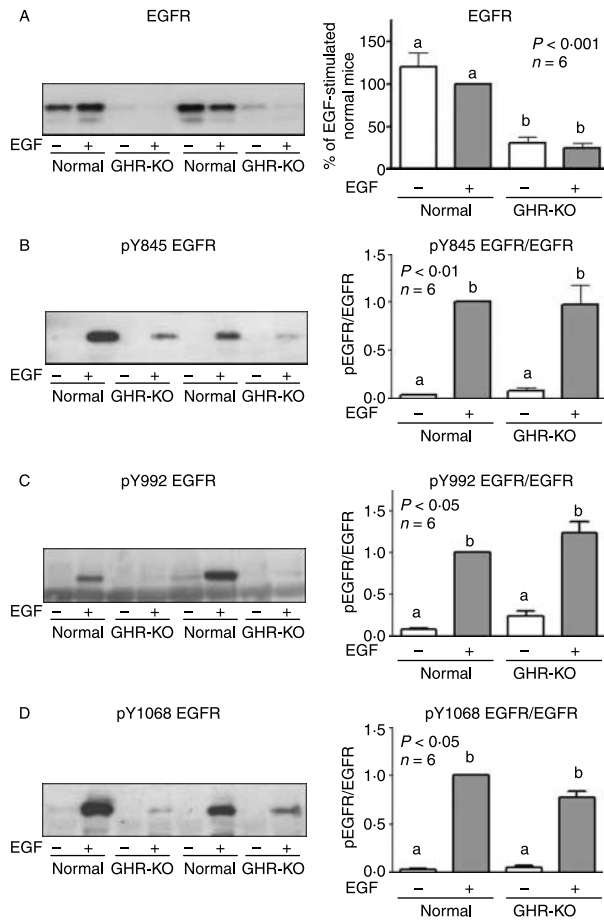 A
EGFR
EGF – + – + – + – +
Normal GHR-KO Normal GHR-KO
EGFR
% of EGF-stimulated
normal mice
150
100
50
0
a a b b
P < 0·001
n = 6
EGF – + – +
Normal GHR-KO
B
pY845 EGFR
EGF – + – + – + – +
Normal GHR-KO Normal GHR-KO
pY845 EGFR/EGFR
pEGFR/EGFR
1·5
1·0
0·5
0·0
P < 0·01
n = 6
a b a b
EGF – + – +
Normal GHR-KO
C
pY992 EGFR
EGF – + – + – + – +
Normal GHR-KO Normal GHR-KO
pY992 EGFR/EGFR
pEGFR/EGFR
1·5
1·0
0·5
0·0
P < 0·05
n = 6
a b a b
EGF – + – +
Normal GHR-KO
D
pY1068 EGFR
EGF – + – + – + – +
Normal GHR-KO Normal GHR-KO
pY1068 EGFR/EGFR
pEGFR/EGFR
1·5
1·0
0·5
0·0
P < 0·05
n = 6
a b a b
EGF – + – +
Normal GHR-KO